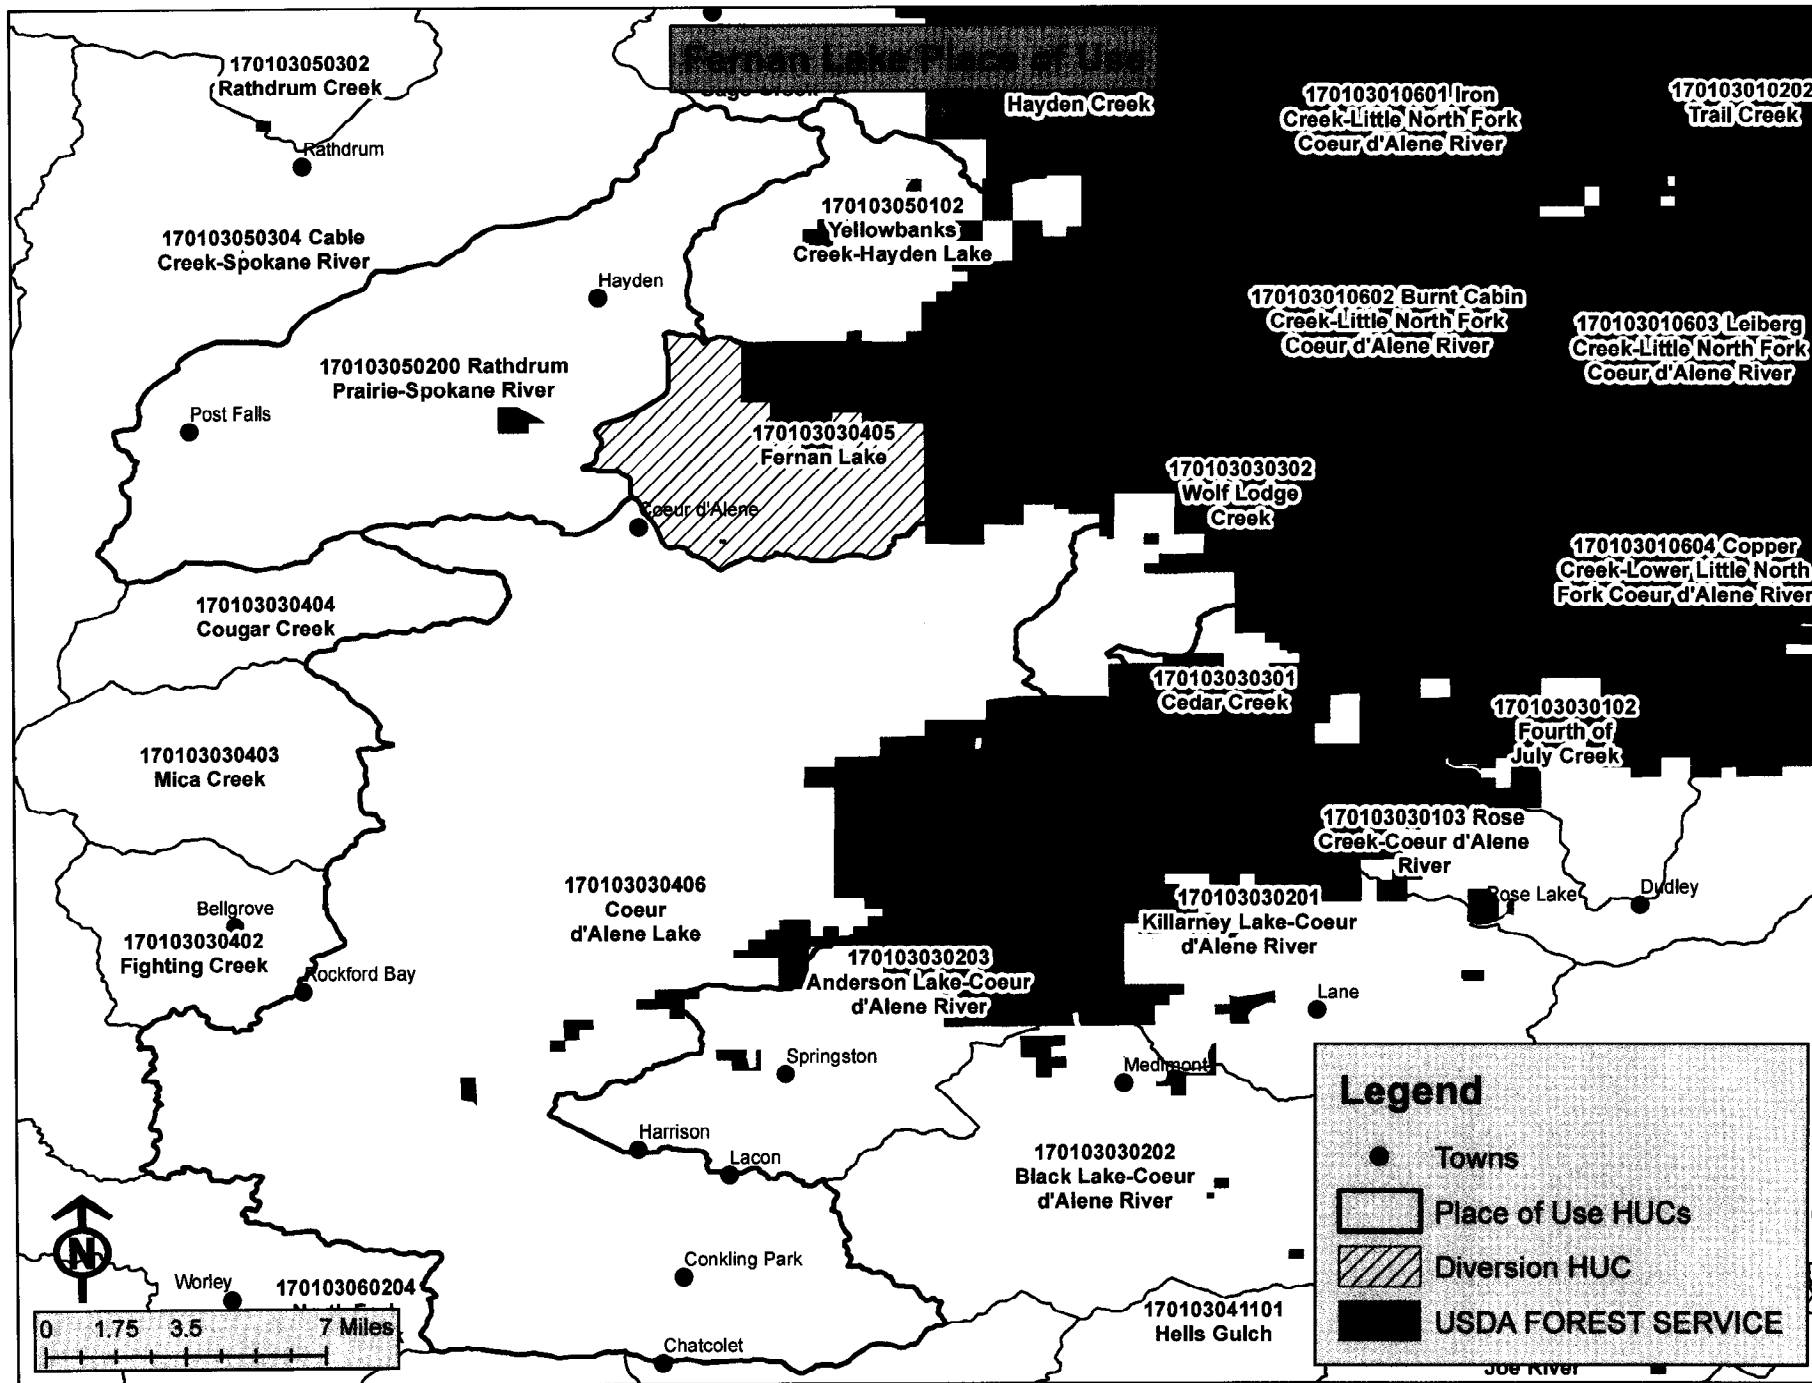 Fernan Lake Place of Use
170103050302
Rathdrum Creek
Rathdrum
Sage Creek
Hayden Creek
170103010601 Iron
Creek-Little North Fork
Coeur d'Alene River
170103010202
Trail Creek
170103050304 Cable
Creek-Spokane River
170103050102
Yellowbanks
Creek-Hayden Lake
Hayden
170103010602 Burnt Cabin
Creek-Little North Fork
Coeur d'Alene River
170103010603 Leiberg
Creek-Little North Fork
Coeur d'Alene River
170103050200 Rathdrum
Prairie-Spokane River
Post Falls
170103030405
Fernan Lake
Coeur d'Alene
170103030302
Wolf Lodge
Creek
170103010604 Copper
Creek-Lower Little North
Fork Coeur d'Alene River
170103030404
Cougar Creek
170103030301
Cedar Creek
170103030102
Fourth of
July Creek
170103030403
Mica Creek
170103030103 Rose
Creek-Coeur d'Alene
River
Rose Lake
Dudley
170103030406
Coeur
d'Alene Lake
170103030201
Killarney Lake-Coeur
d'Alene River
Bellgrove
170103030402
Fighting Creek
Rockford Bay
170103030203
Anderson Lake-Coeur
d'Alene River
Lane
Springston
Medimont
Harrison
Lacon
170103030202
Black Lake-Coeur
d'Alene River
Conkling Park
Worley
170103060204
170103041101
Hells Gulch
Chatcolet
Joe River
N
0 1.75 3.5 7 Miles
Legend
Towns
Place of Use HUCs
Diversion HUC
USDA FOREST SERVICE